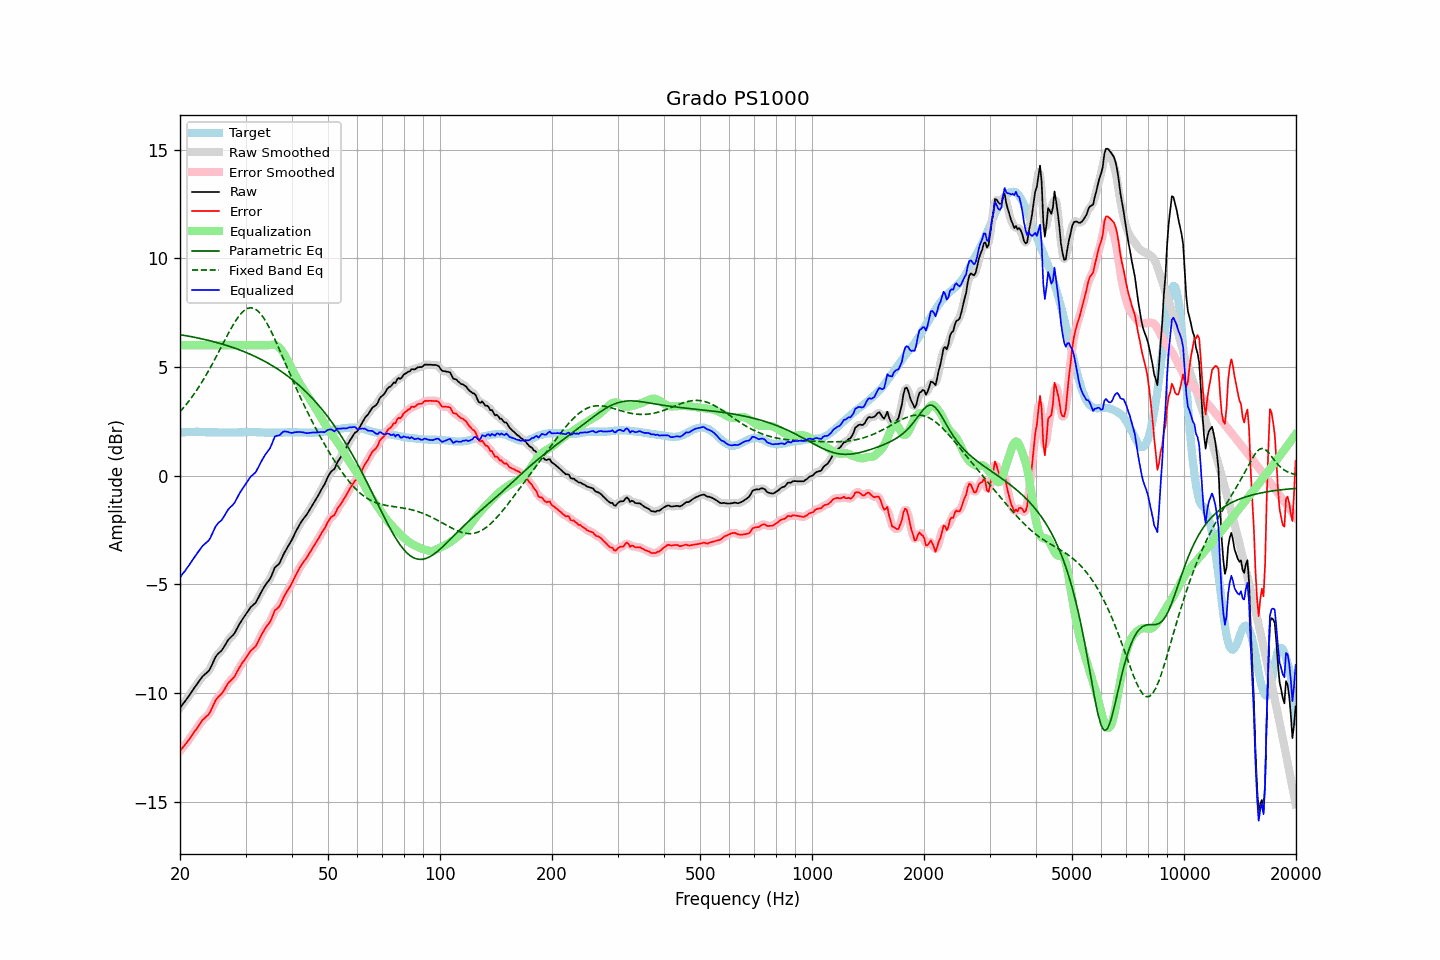 Grado PS1000
Target
Raw Smoothed
Error Smoothed
Raw
Error
Equalization
Parametric Eq
Fixed Band Eq
Equalized
15
10
5
0
−5
−10
−15
Amplitude (dBr)
20
50
100
200
500
1000
2000
5000
10000
20000
Frequency (Hz)